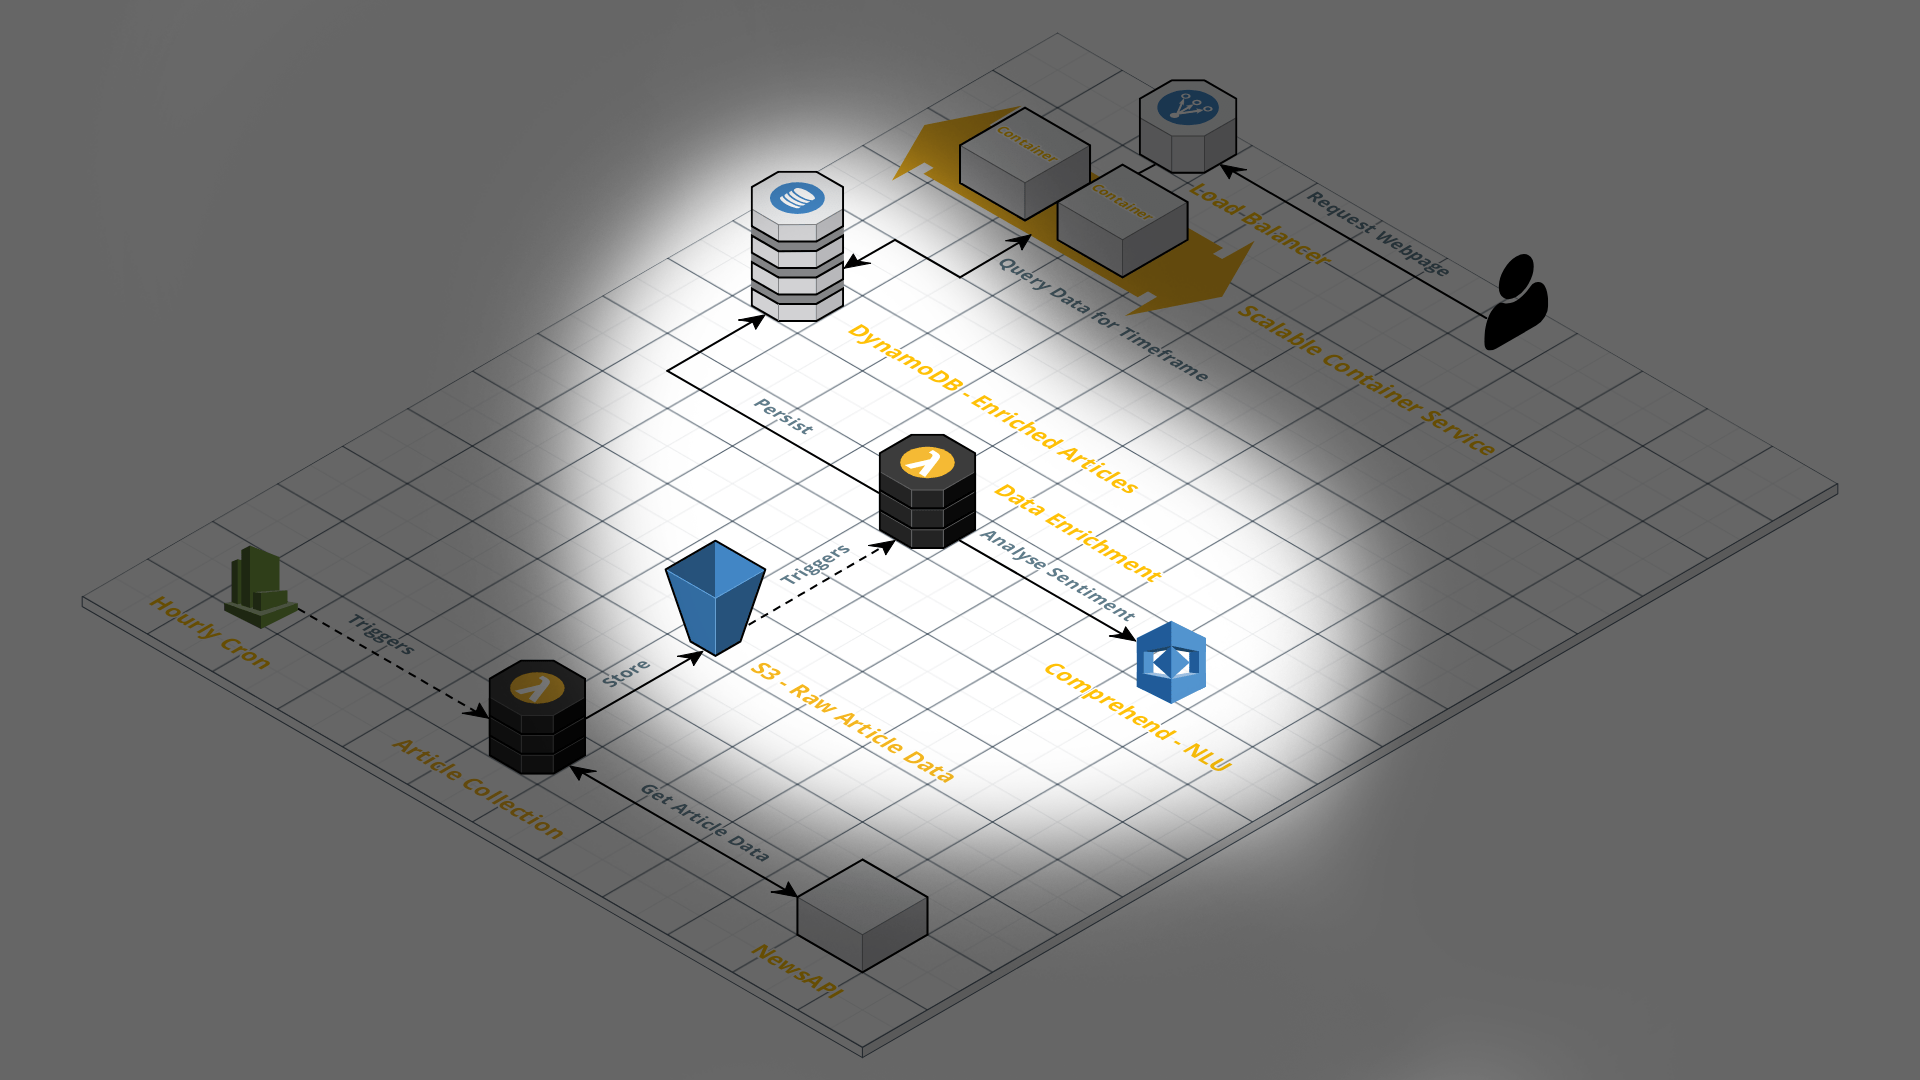 Container
Container
Load Balancer
Request Webpage
Query Data for Timeframe
Scalable Container Service
DynamoDB - Enriched Articles
Persist
Data Enrichment
Triggers
Analyse Sentiment
Hourly Cron
Triggers
Store
S3 - Raw Article Data
Comprehend - NLU
Article Collection
Get Article Data
NewsAPI